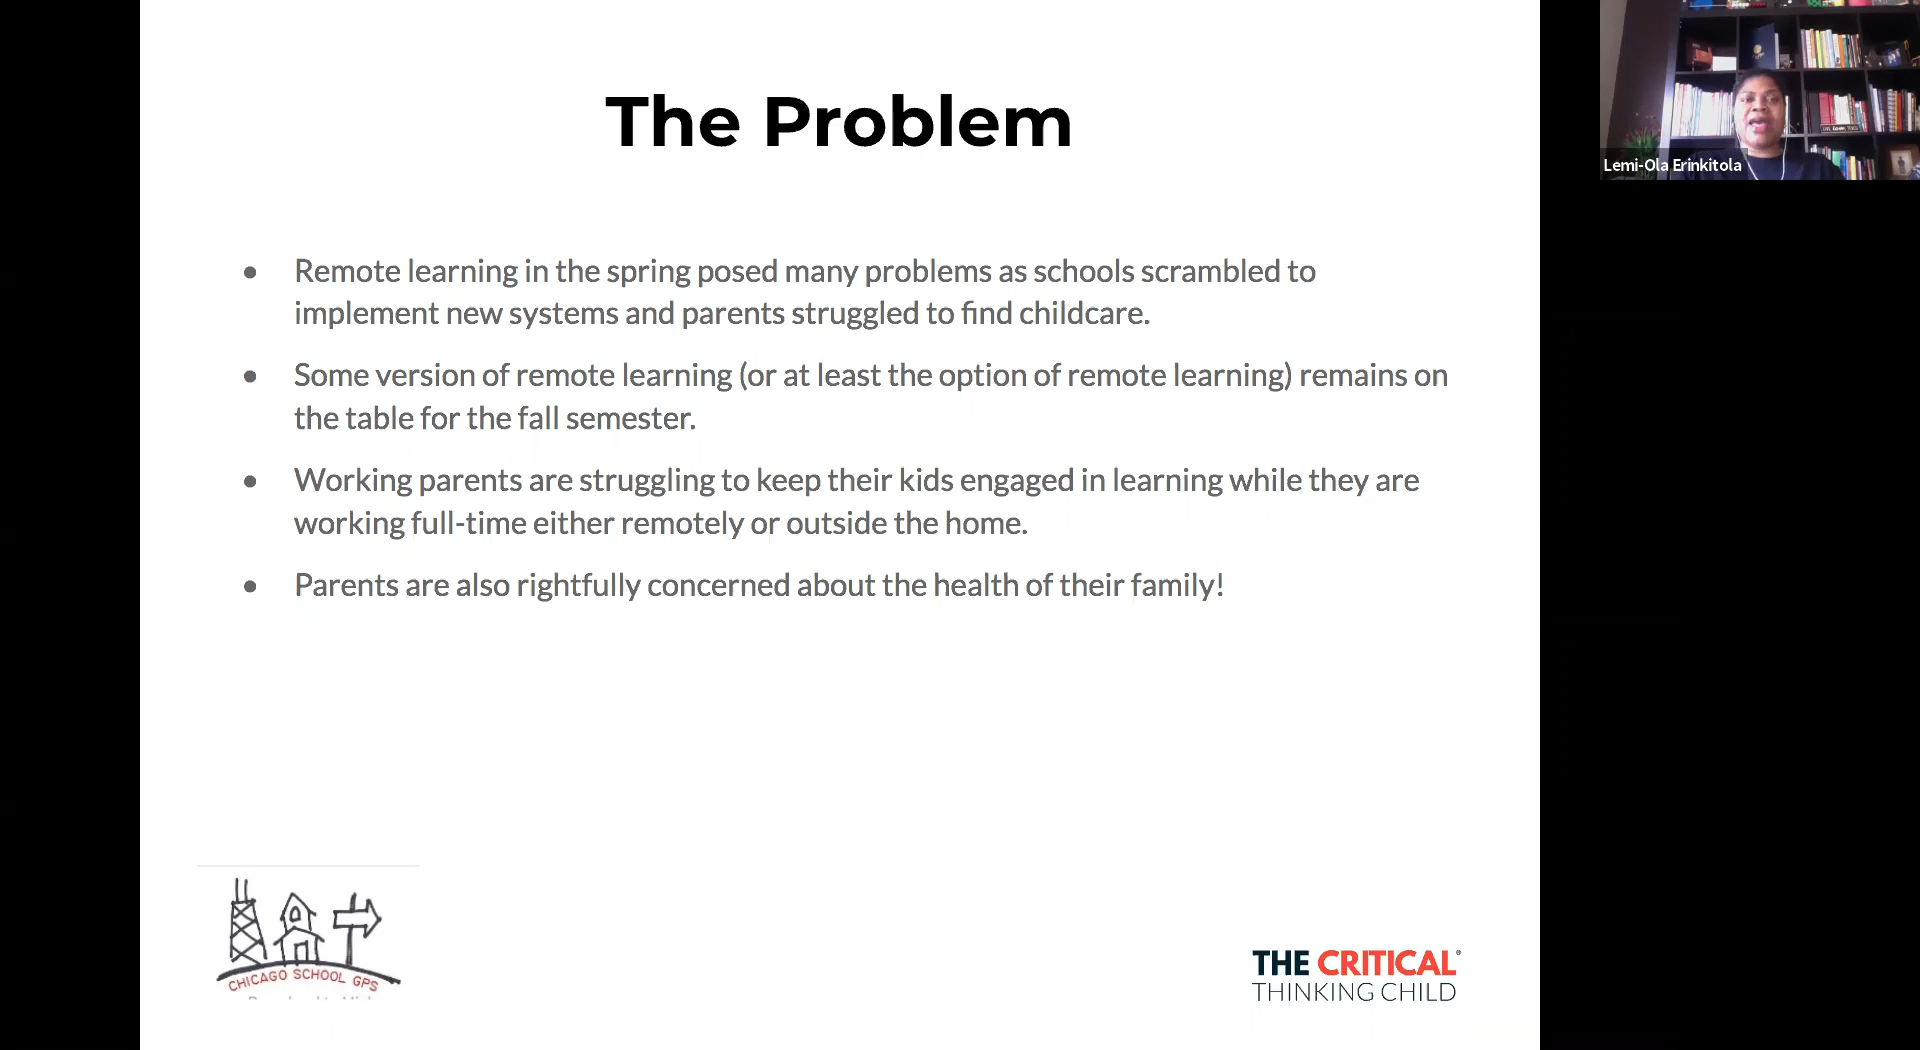 The Problem
● Remote learning in the spring posed many problems as schools scrambled to
implement new systems and parents struggled to find childcare.
● Some version of remote learning (or at least the option of remote learning) remains on
the table for the fall semester.
● Working parents are struggling to keep their kids engaged in learning while they are
working full-time either remotely or outside the home.
● Parents are also rightfully concerned about the health of their family!
CHICAGO SCHOOL GPS
THE CRITICAL®
THINKING CHILD
Lemi-Ola Erinkitola